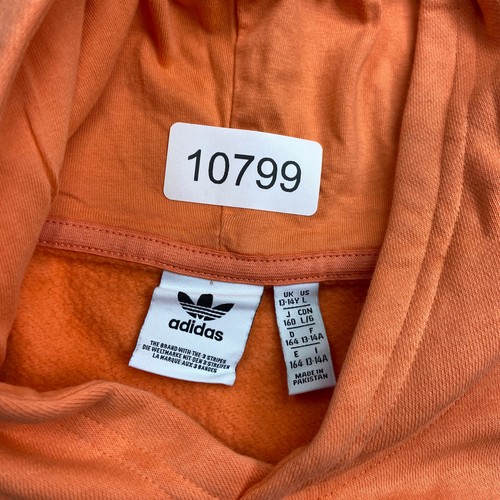 10799
adidas
THE BRAND WITH THE 3 STRIPES
DIE WELTMARKE MIT DEN 3 STREIFEN
LA MARQUE AUX 3 BANDES
UK US
13-14Y L
J CDN
160 L/G
D F
164 13-14A
E I
164 13-14A
MADE IN
PAKISTAN